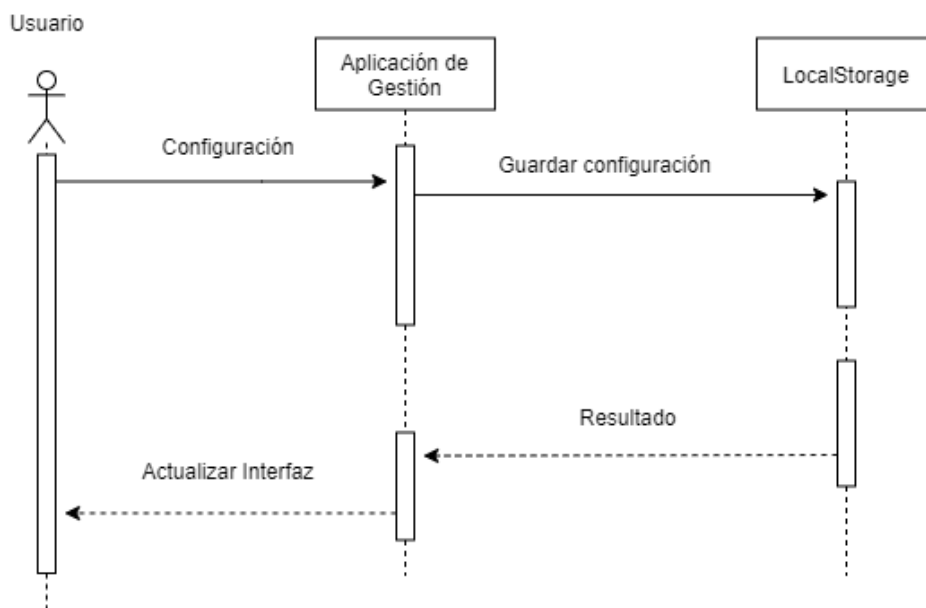 Usuario
Aplicación de
Gestión
LocalStorage
Configuración
Guardar configuración
Resultado
Actualizar Interfaz